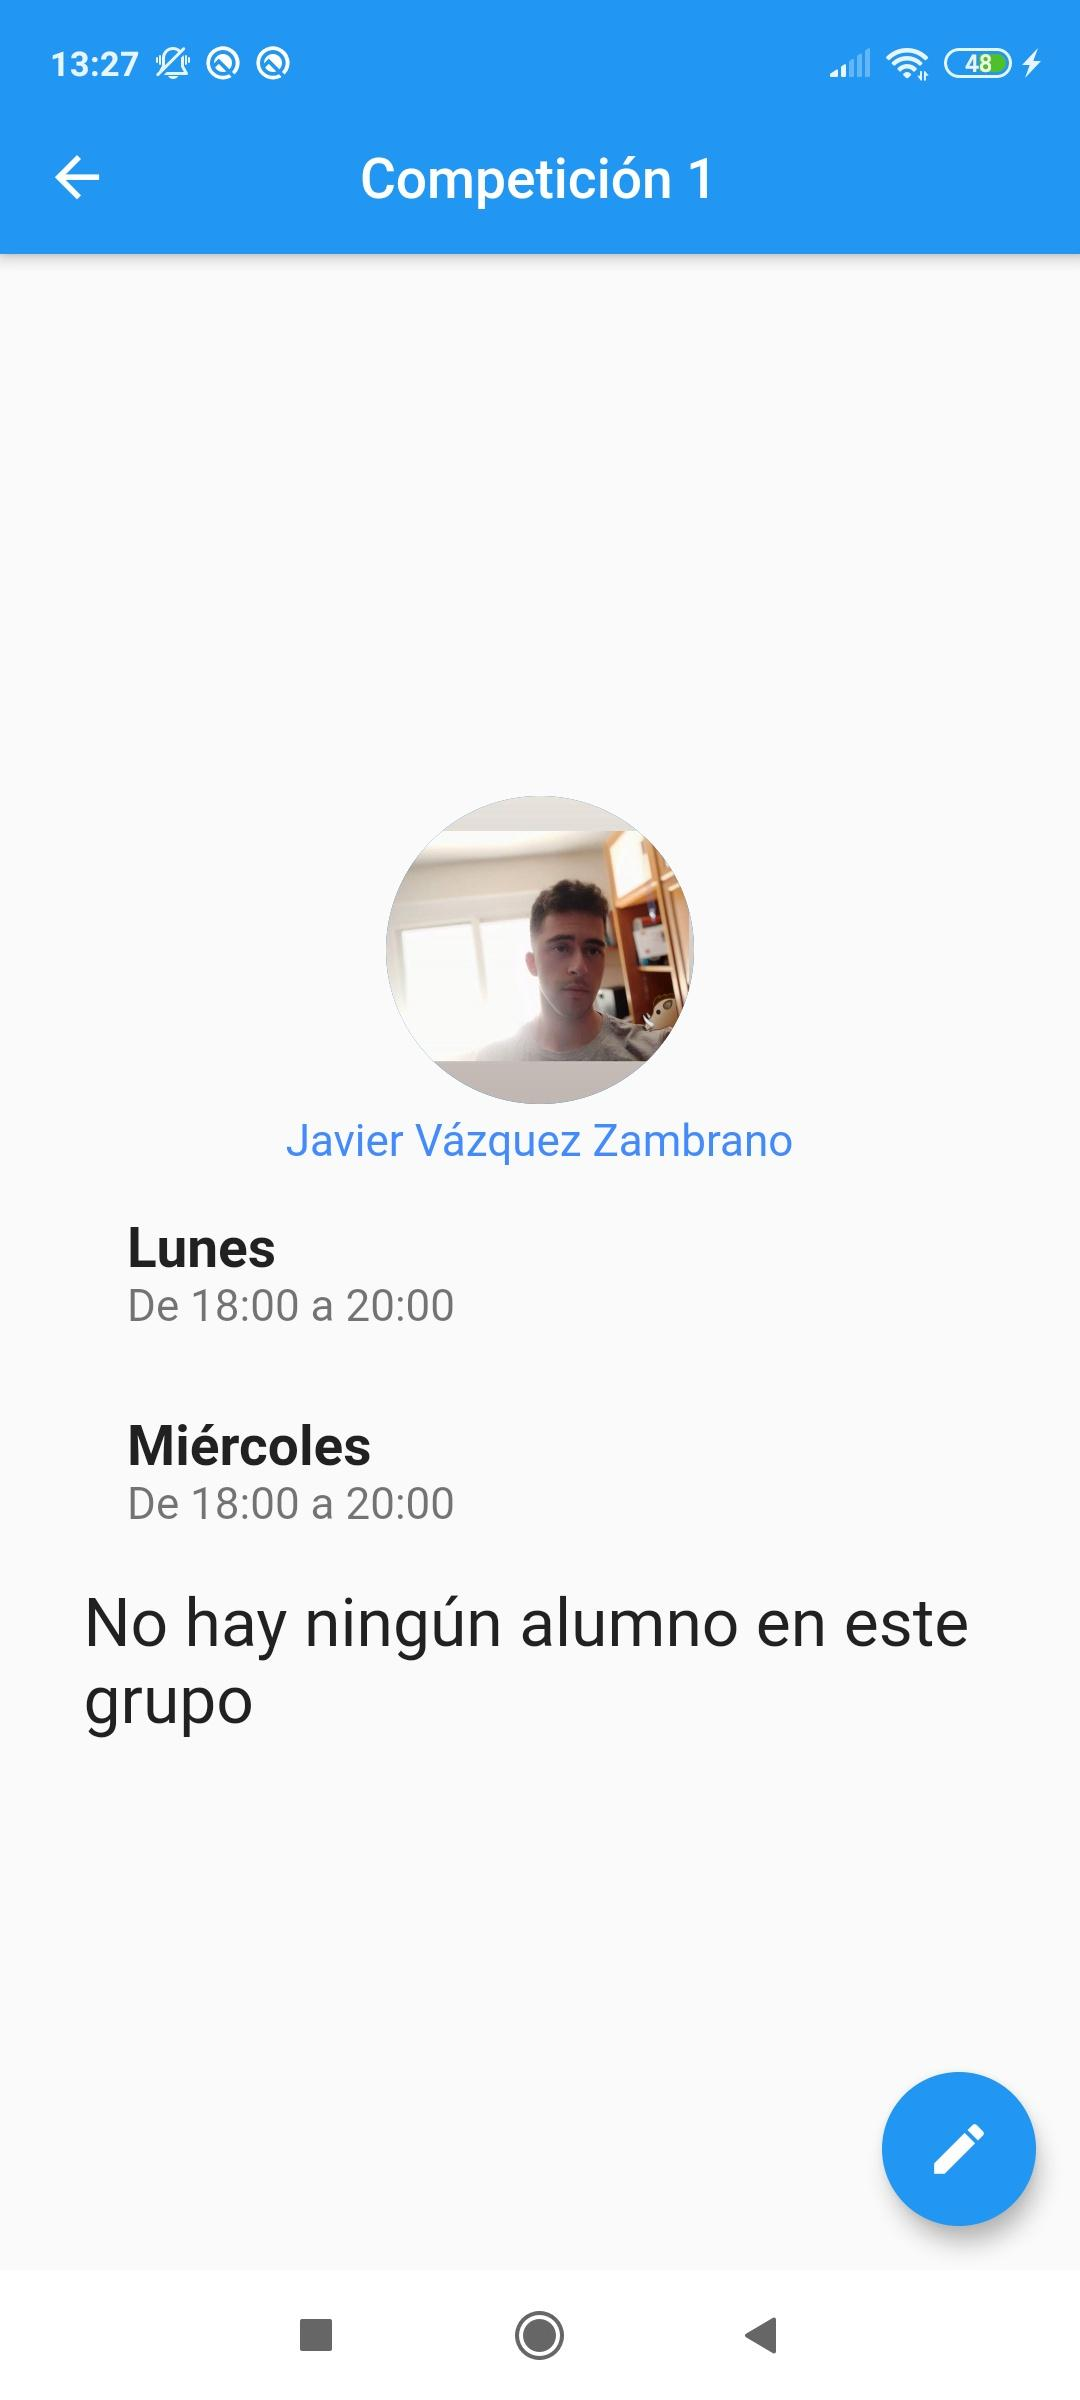 13:27
48
Competición 1
Javier Vázquez Zambrano
Lunes
De 18:00 a 20:00
Miércoles
De 18:00 a 20:00
No hay ningún alumno en este
grupo